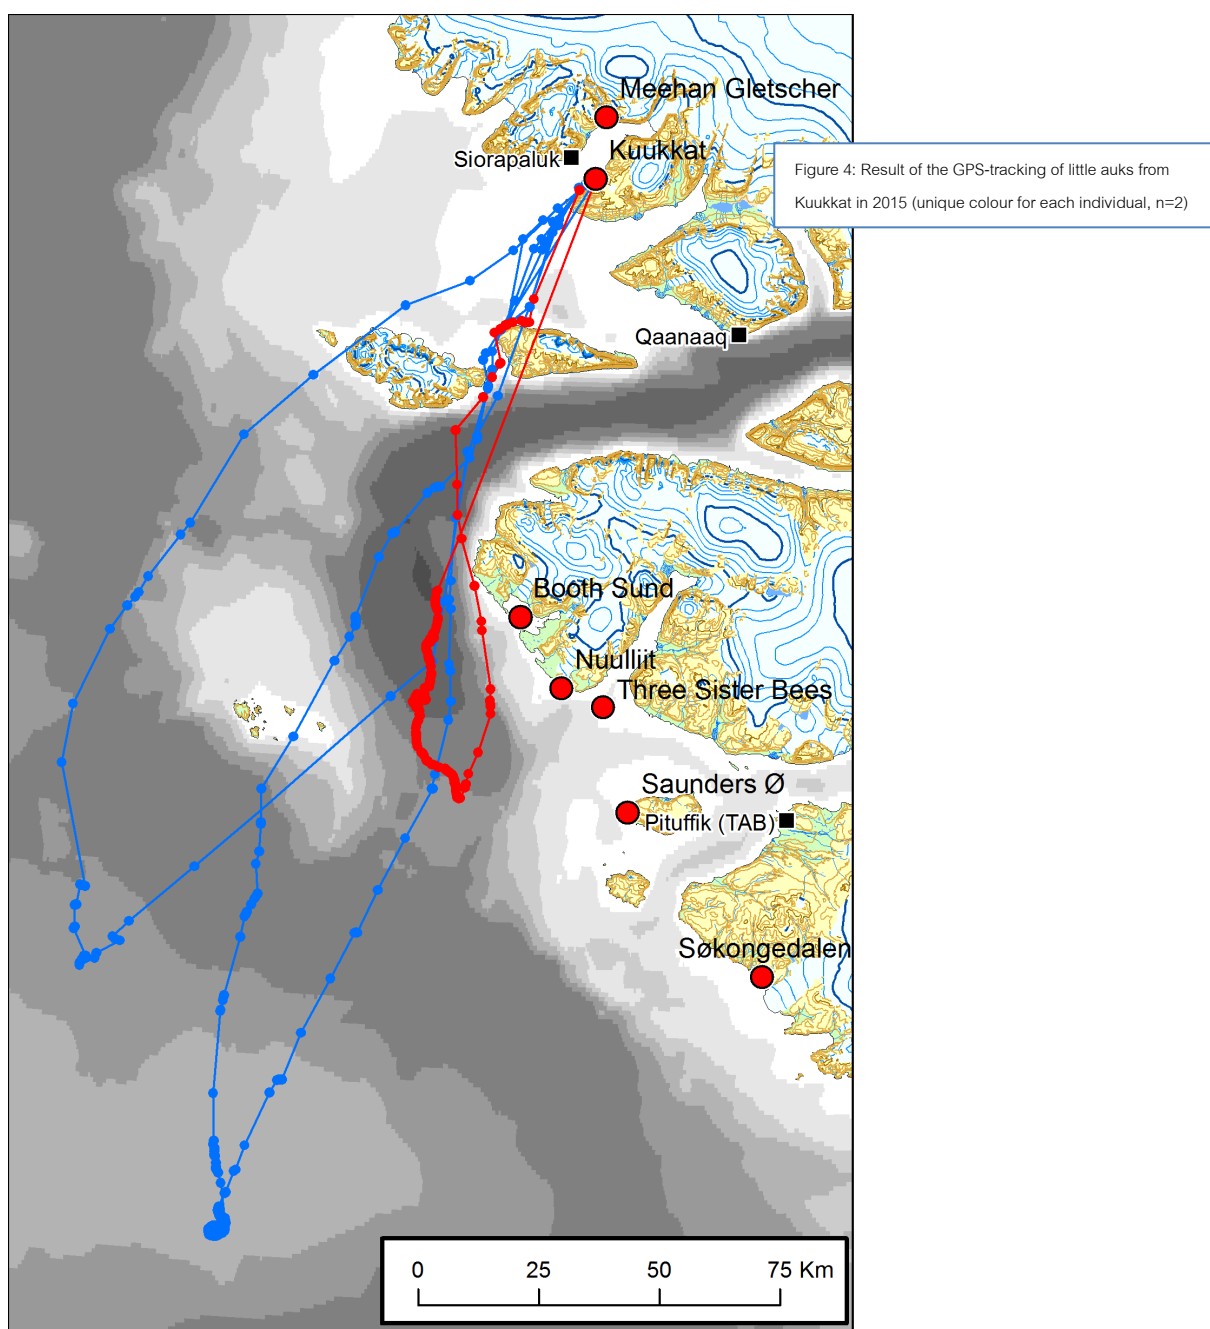 Meehan Gletscher
Kuukkat
Siorapaluk
Figure 4: Result of the GPS-tracking of little auks from
Kuukkat in 2015 (unique colour for each individual, n=2)
Qaanaaq
Booth Sund
Nuulliit
Three Sister Bees
Saunders Ø
Pituffik (TAB)
Søkongedalen
0 25 50 75 Km